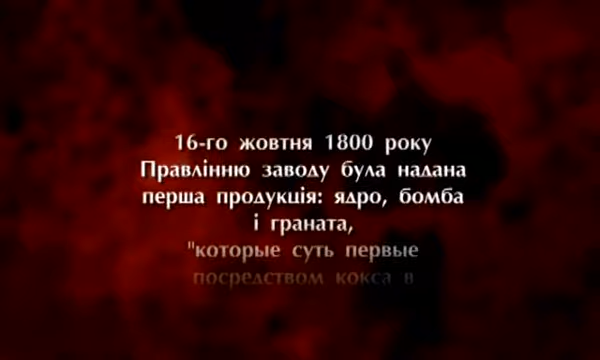 16-го жовтня 1800 року
Правлінню заводу була надана
перша продукція: ядро, бомба
і граната,
"которые суть первые
посредством кокса в